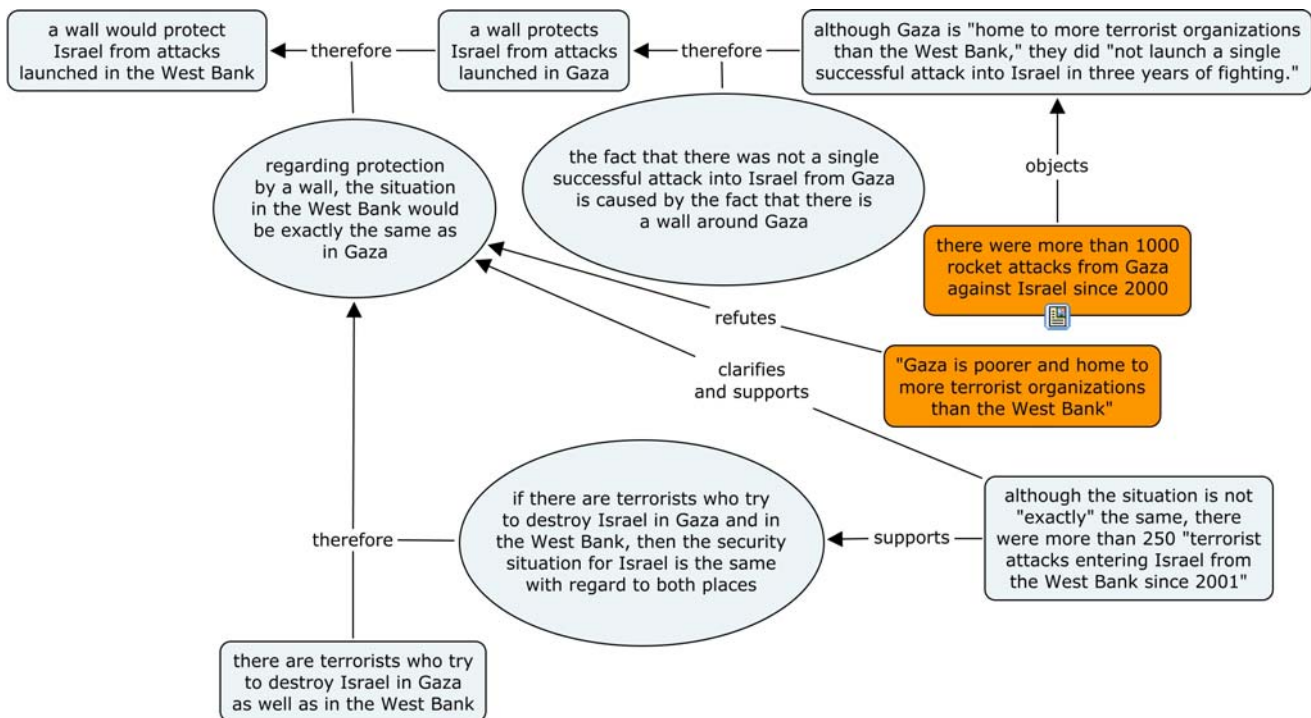 a wall would protect
Israel from attacks
launched in the West Bank
therefore
a wall protects
Israel from attacks
launched in Gaza
therefore
although Gaza is "home to more terrorist organizations
than the West Bank," they did "not launch a single
successful attack into Israel in three years of fighting."
regarding protection
by a wall, the situation
in the West Bank would
be exactly the same as
in Gaza
the fact that there was not a single
successful attack into Israel from Gaza
is caused by the fact that there is
a wall around Gaza
objects
there were more than 1000
rocket attacks from Gaza
against Israel since 2000
refutes
"Gaza is poorer and home to
more terrorist organizations
than the West Bank"
clarifies
and supports
if there are terrorists who try
to destroy Israel in Gaza and in
the West Bank, then the security
situation for Israel is the same
with regard to both places
supports
although the situation is not
"exactly" the same, there
were more than 250 "terrorist
attacks entering Israel from
the West Bank since 2001"
therefore
there are terrorists who try
to destroy Israel in Gaza
as well as in the West Bank